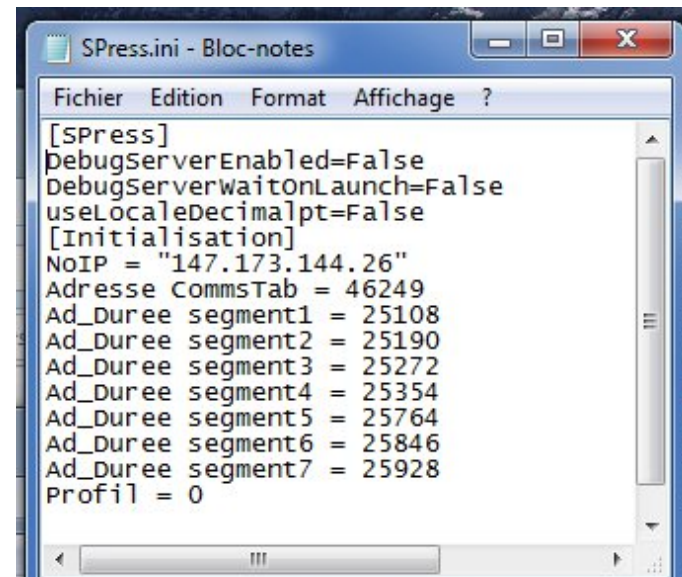 SPress.ini - Bloc-notes
Fichier Edition Format Affichage ?
[SPress]
DebugServerEnabled=False
DebugServerWaitOnLaunch=False
useLocaleDecimalpt=False
[Initialisation]
NoIP = "147.173.144.26"
Adresse CommsTab = 46249
Ad_Duree segment1 = 25108
Ad_Duree segment2 = 25190
Ad_Duree segment3 = 25272
Ad_Duree segment4 = 25354
Ad_Duree segment5 = 25764
Ad_Duree segment6 = 25846
Ad_Duree segment7 = 25928
Profil = 0